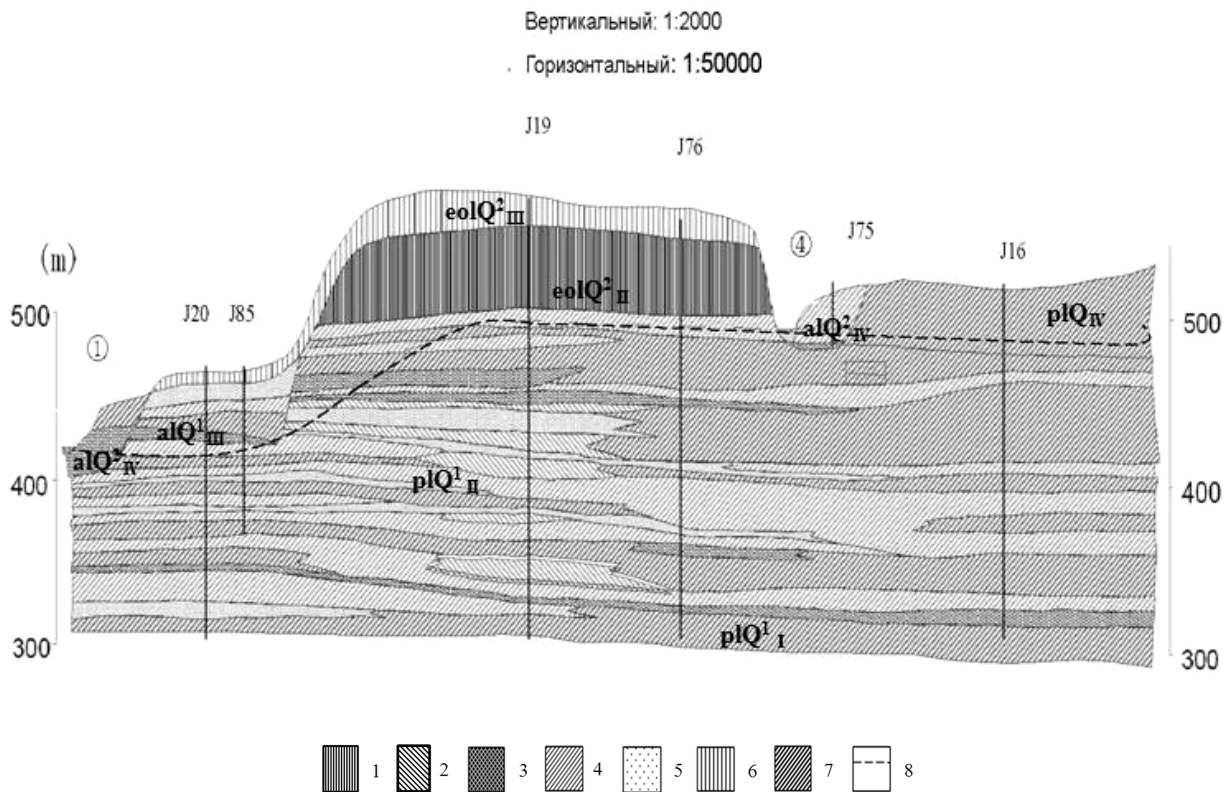 Вертикальный: 1:2000
Горизонтальный: 1:50000
J19
J76
eolQ²III
④ J75
J16
(m)
eolQ²II
J20 J85
500
500
plQIV
alQ²IV
①
alQ¹III
alQ²IV
400
plQ¹II
400
300
plQ¹I
300
1 2 3 4 5 6 7 8